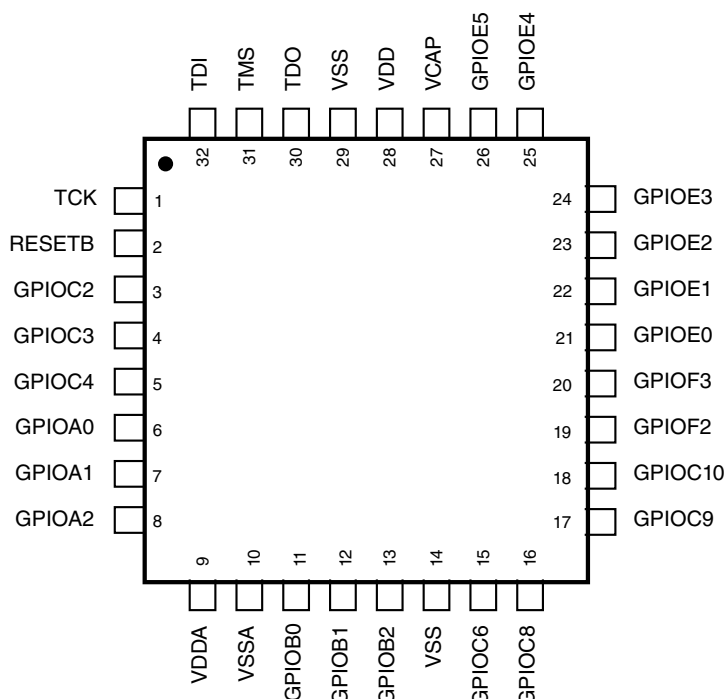 TDI TMS TDO VSS VDD VCAP GPIOE5 GPIOE4
32 31 30 29 28 27 26 25
TCK 1 24 GPIOE3
RESETB 2 23 GPIOE2
GPIOC2 3 22 GPIOE1
GPIOC3 4 21 GPIOE0
GPIOC4 5 20 GPIOF3
GPIOA0 6 19 GPIOF2
GPIOA1 7 18 GPIOC10
GPIOA2 8 17 GPIOC9
9 10 11 12 13 14 15 16
VDDA VSSA GPIOB0 GPIOB1 GPIOB2 VSS GPIOC6 GPIOC8